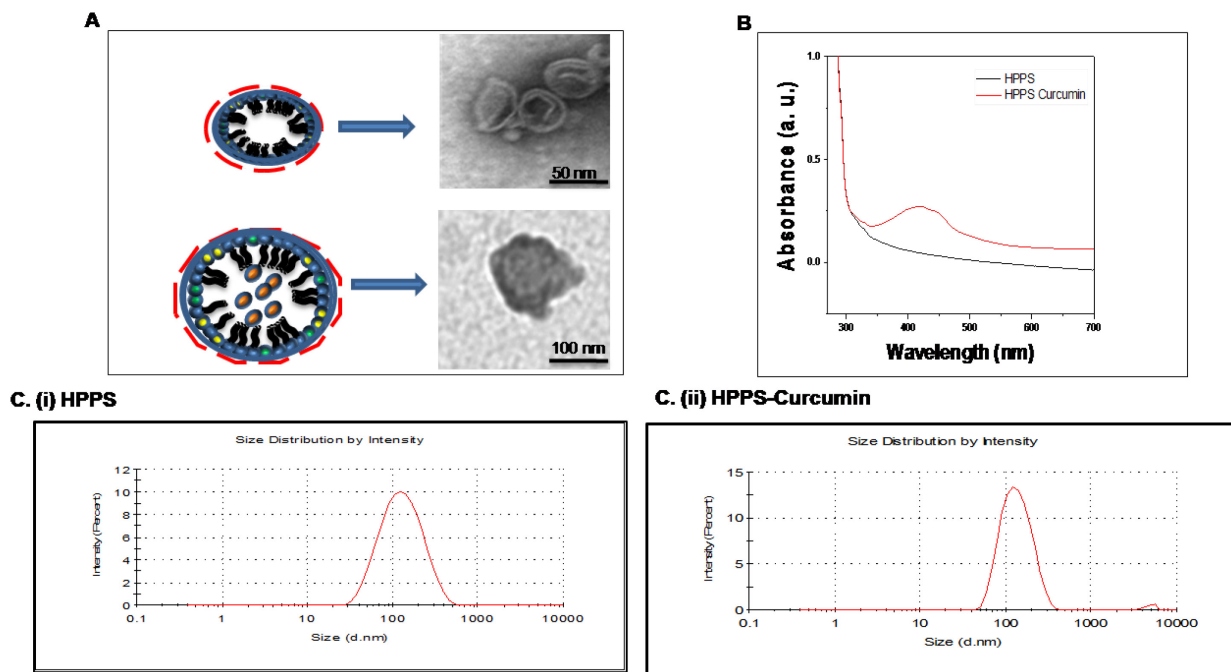 A
50 nm
100 nm
B
1.0
0.5
0.0
Absorbance (a. u.)
HPPS
HPPS Curcumin
300 400 500 600 700
Wavelength (nm)
C. (i) HPPS
Size Distribution by Intensity
12
10
8
6
4
2
0
Intensity (Percent)
0.1 1 10 100 1000 10000
Size (d.nm)
C. (ii) HPPS-Curcumin
Size Distribution by Intensity
15
10
5
0
Intensity (Percent)
0.1 1 10 100 1000 10000
Size (d.nm)